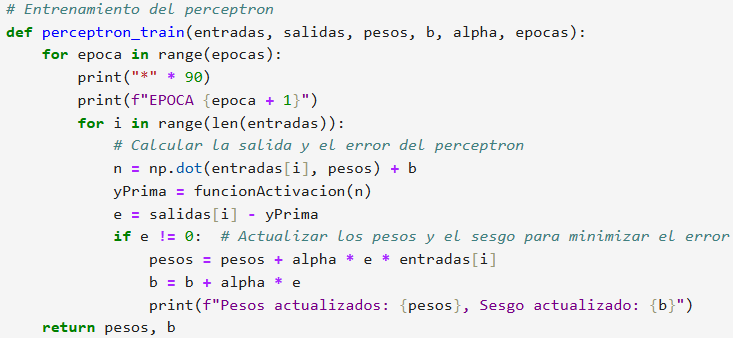 # Entrenamiento del perceptron
def perceptron_train(entradas, salidas, pesos, b, alpha, epocas):
    for epoca in range(epocas):
        print("*" * 90)
        print(f"EPOCA {epoca + 1}")
        for i in range(len(entradas)):
            # Calcular la salida y el error del perceptron
            n = np.dot(entradas[i], pesos) + b
            yPrima = funcionActivacion(n)
            e = salidas[i] - yPrima
            if e != 0:  # Actualizar los pesos y el sesgo para minimizar el error
                pesos = pesos + alpha * e * entradas[i]
                b = b + alpha * e
                print(f"Pesos actualizados: {pesos}, Sesgo actualizado: {b}")
    return pesos, b